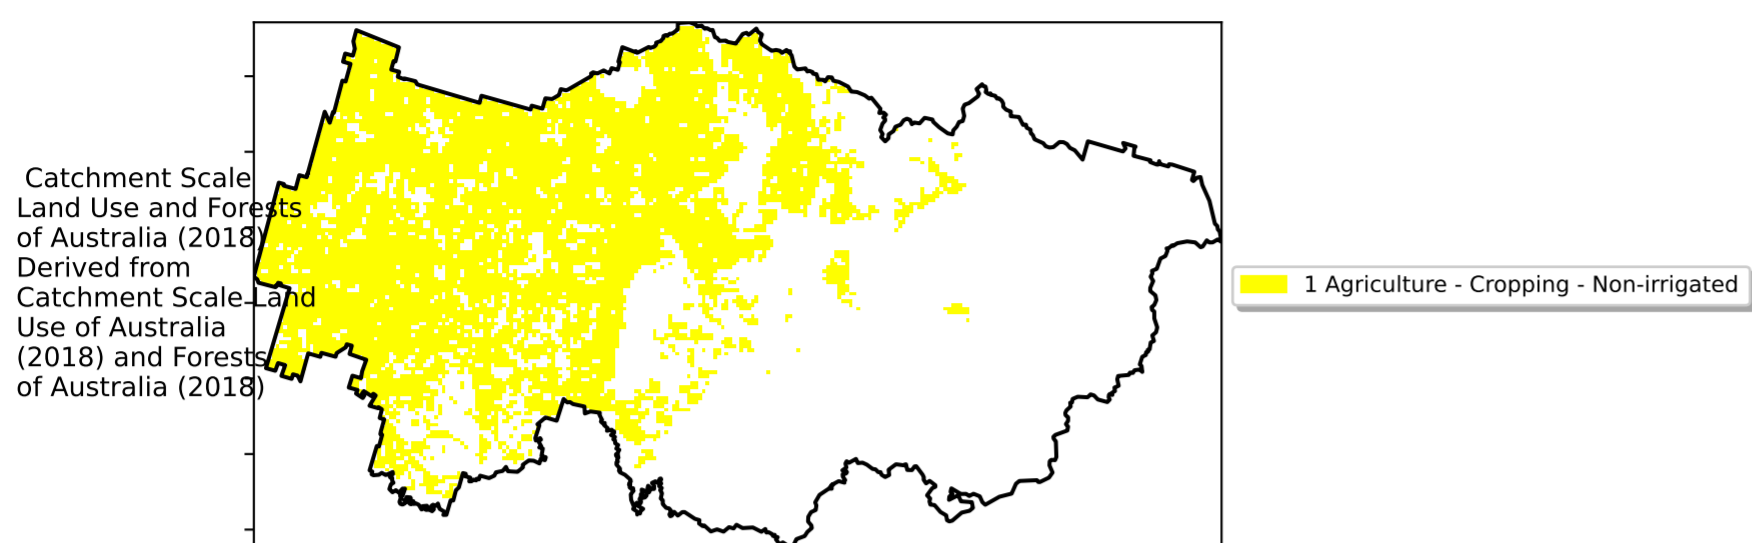 Catchment Scale
Land Use and Forests
of Australia (2018)
Derived from
Catchment Scale Land
Use of Australia
(2018) and Forests
of Australia (2018)
1 Agriculture - Cropping - Non-irrigated